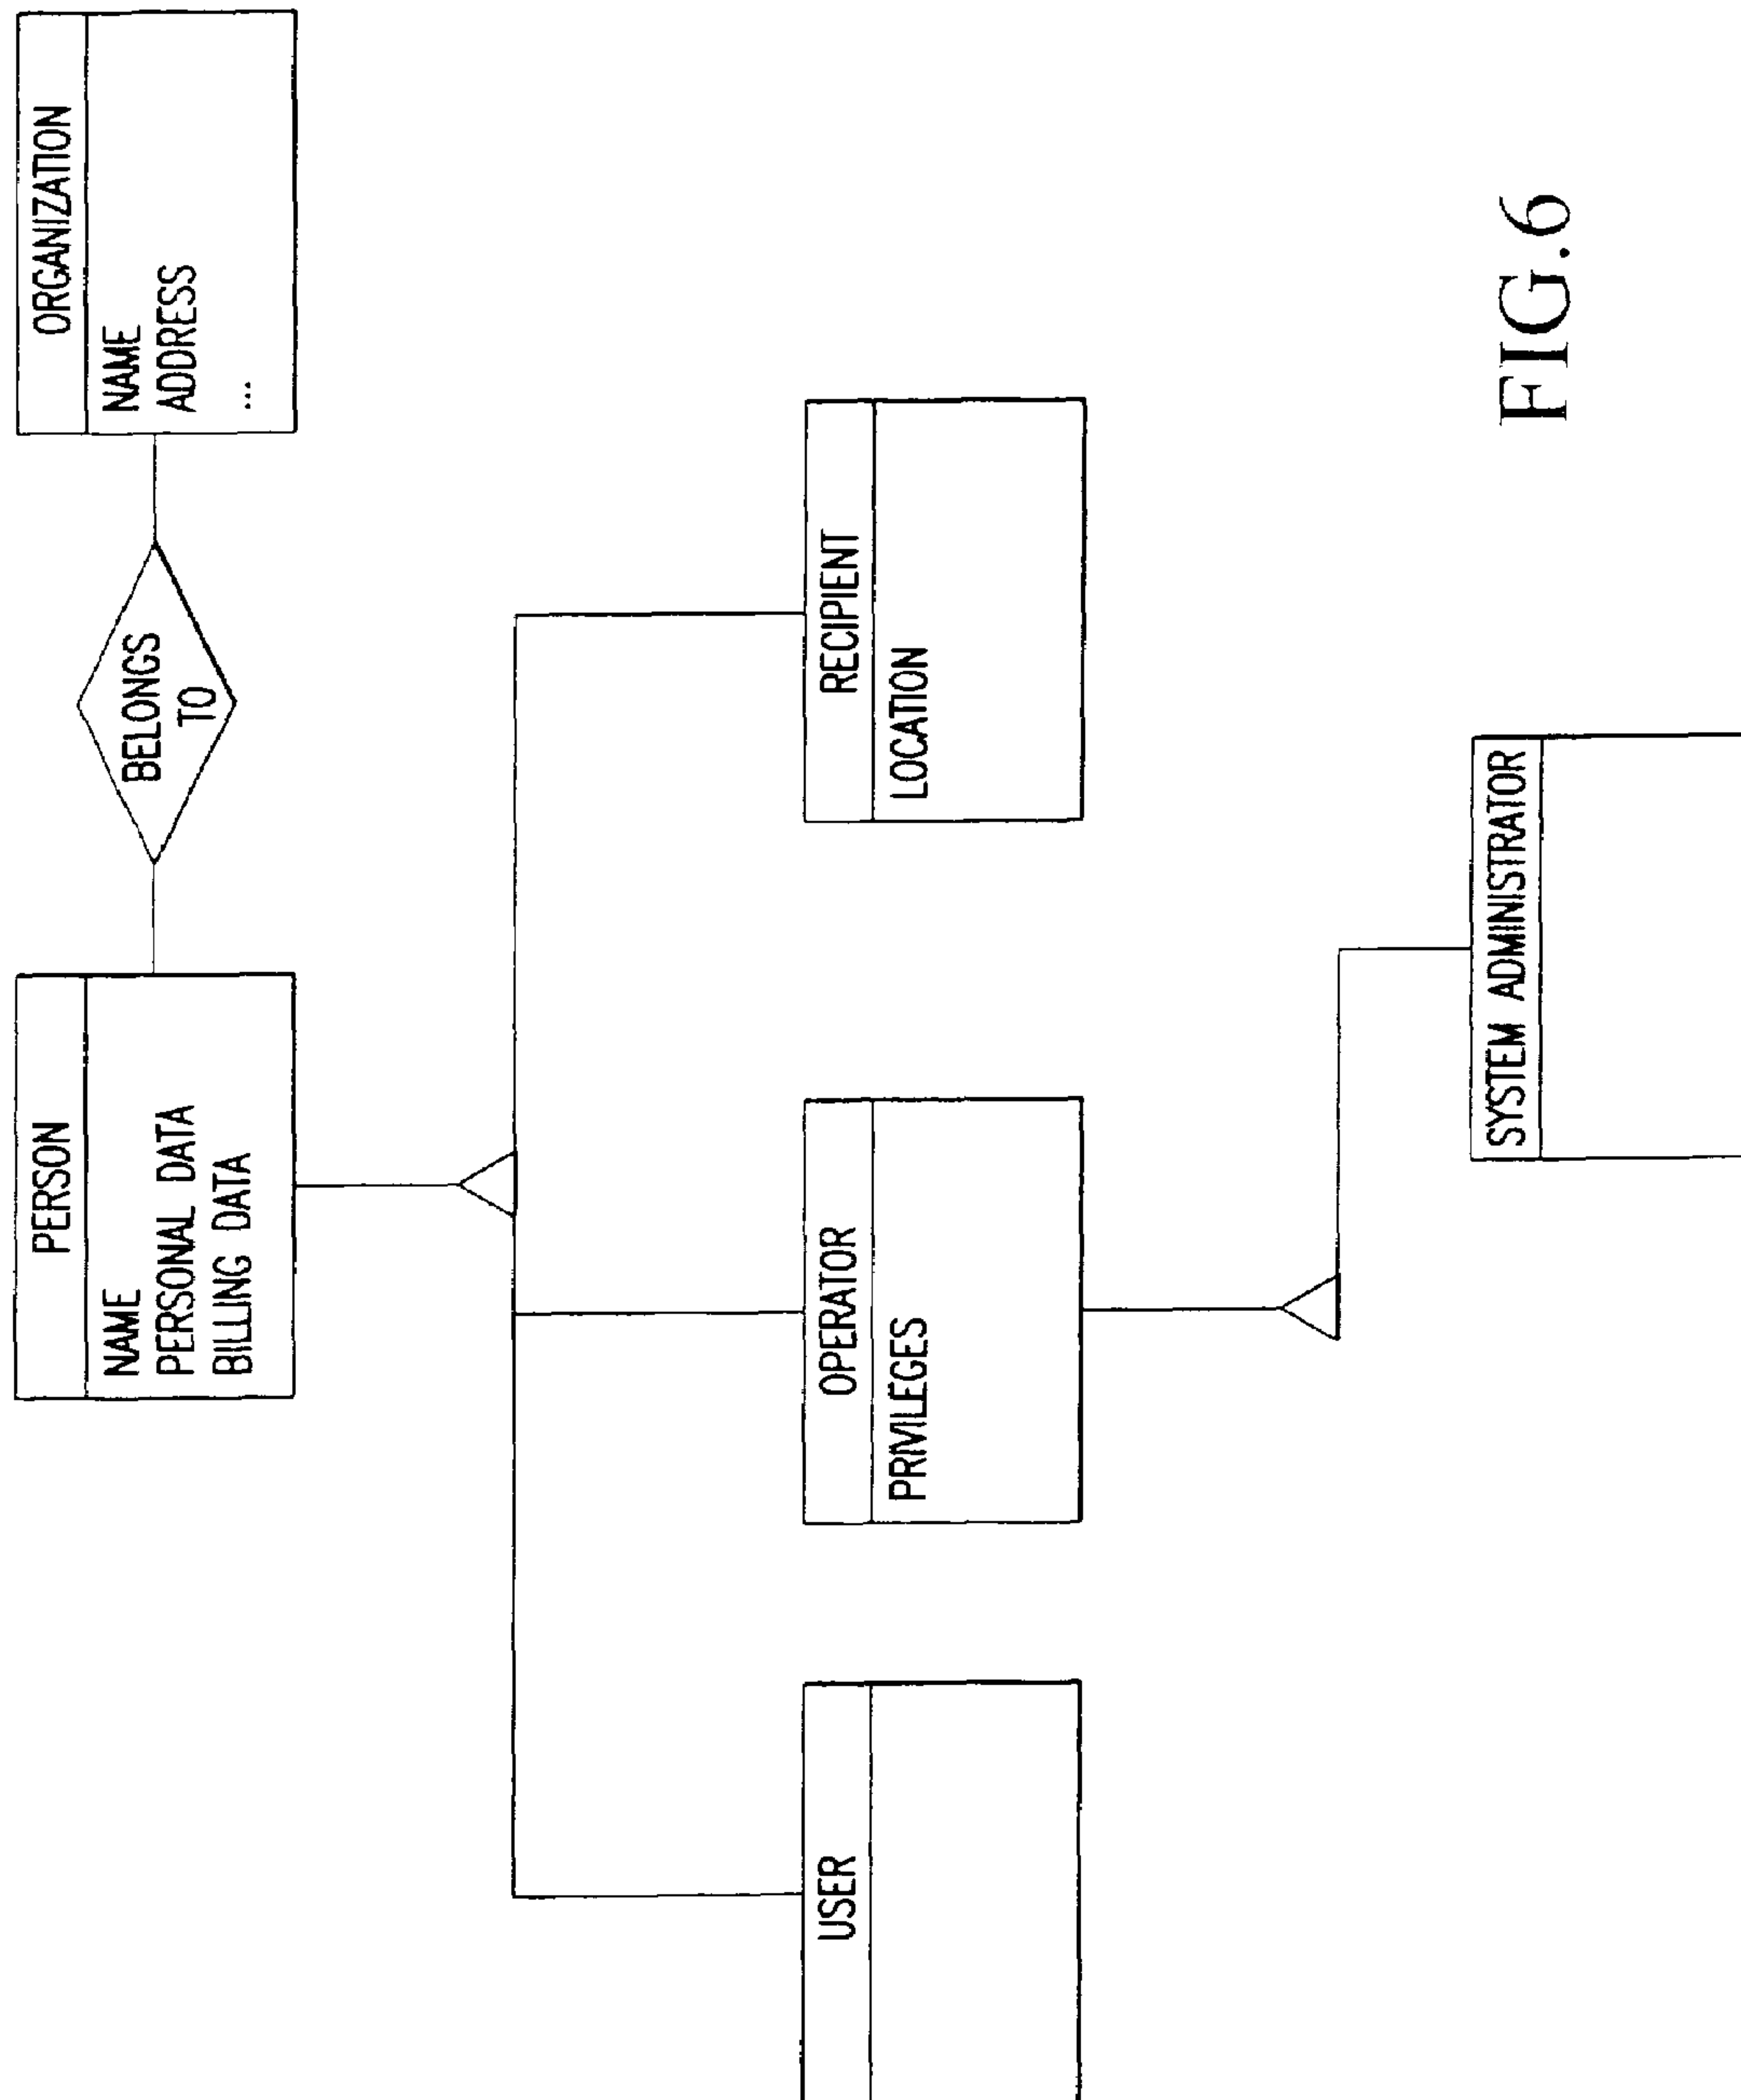 PERSON
NAME
PERSONAL DATA
BILLING DATA
BELONGS
TO
ORGANIZATION
NAME
ADDRESS
...
USER
OPERATOR
PRIVILEGES
RECIPIENT
LOCATION
SYSTEM ADMINISTRATOR
FIG.6